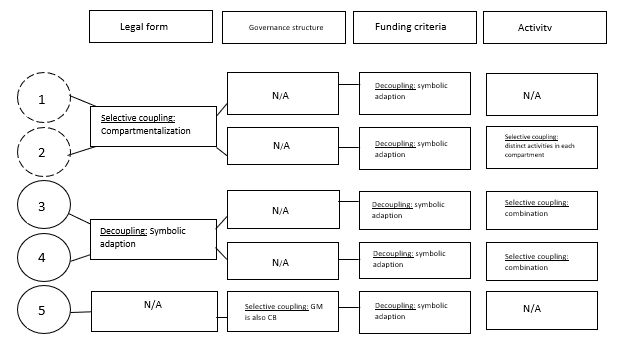 Legal form
Governance structure
Funding criteria
Activity
1
Selective coupling:
Compartmentalization
N/A
Decoupling: symbolic
adaption
N/A
2
N/A
Decoupling: symbolic
adaption
Selective coupling:
distinct activities in each
compartment
3
Decoupling: Symbolic
adaption
N/A
Decoupling: symbolic
adaption
Selective coupling:
combination
4
N/A
Decoupling: symbolic
adaption
Selective coupling:
combination
5
N/A
Selective coupling: GM
is also CB
Decoupling: symbolic
adaption
N/A